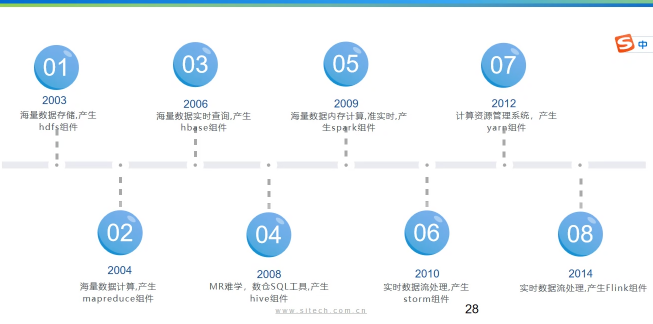 01
2003
海量数据存储,产生
hdfs组件
03
2006
海量数据实时查询,产生
hbase组件
05
2009
海量数据内存计算,准实时,产
生spark组件
07
2012
计算资源管理系统，产生
yarn组件
S 中
02
2004
海量数据计算,产生
mapreduce组件
04
2008
MR难学，数仓SQL工具,产生
hive组件
06
2010
实时数据流处理,产生
storm组件
08
2014
实时数据流处理,产生Flink组件
www.sitech.com.cn
28